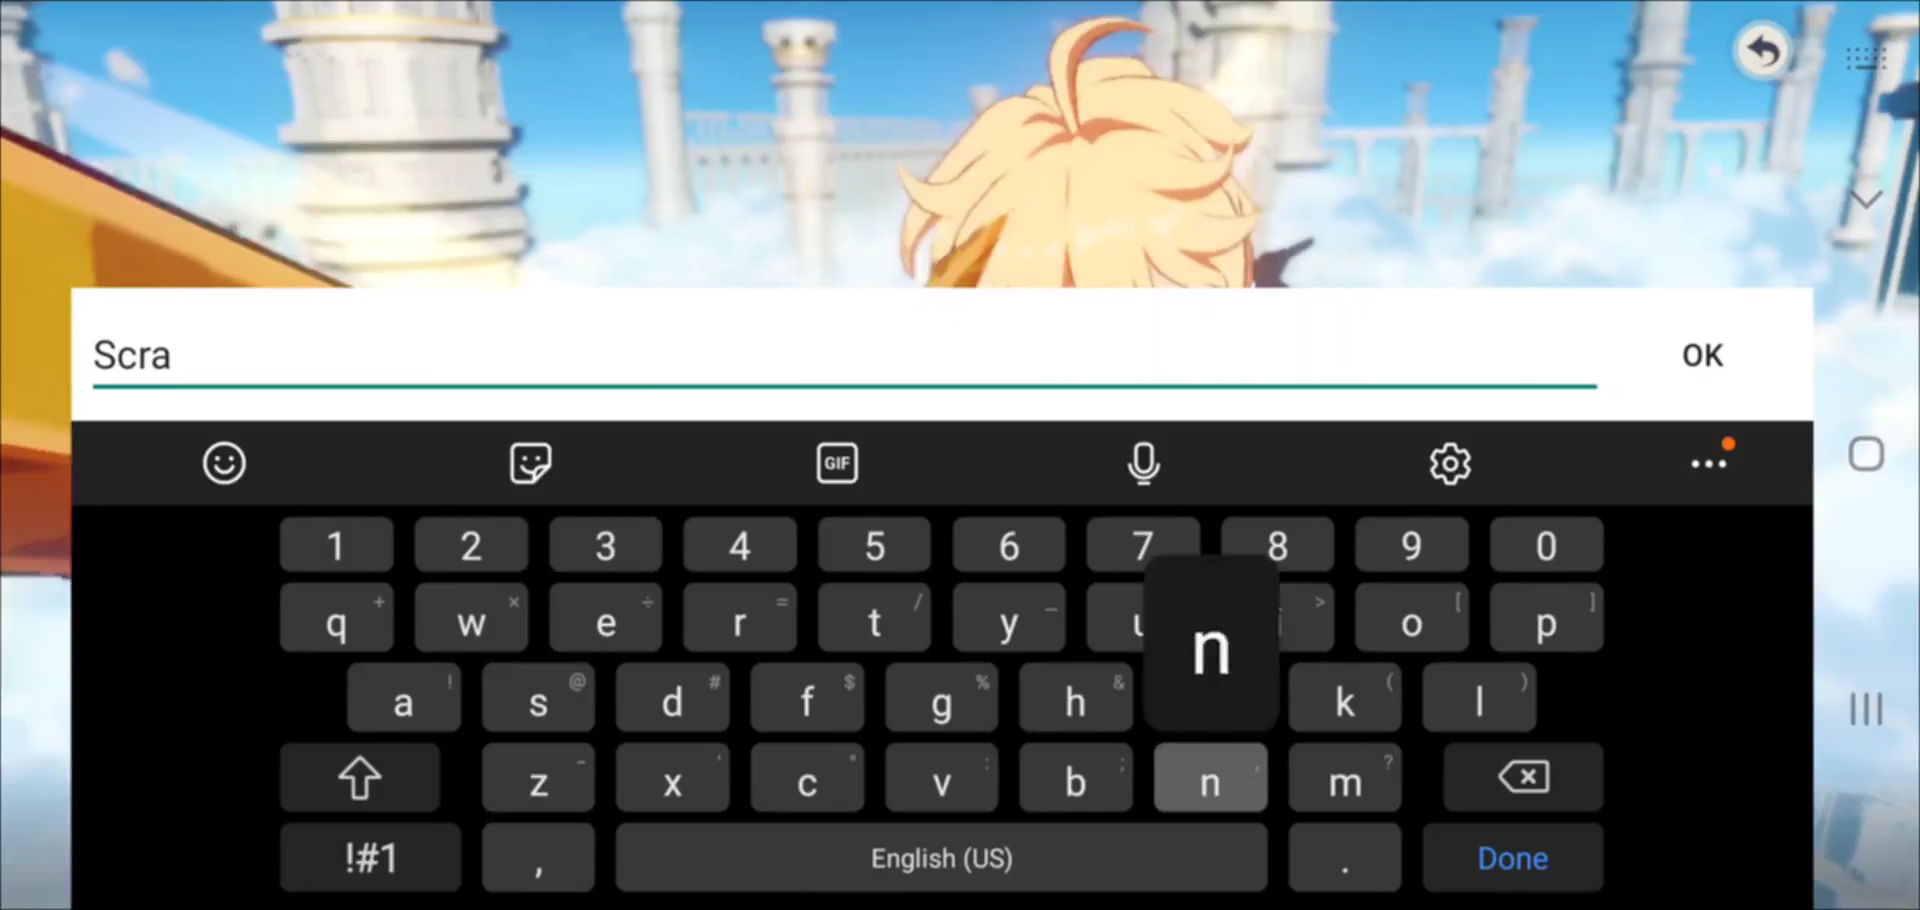 Scra
OK
GIF
1 2 3 4 5 6 7 8 9 0
q + w × e ÷ r = t / y _ u i > o [ p ]
n
a ! s @ d # f $ g % h & k ( l )
z - x ' c " v : b ; n , m ?
!#1 , English (US) . Done